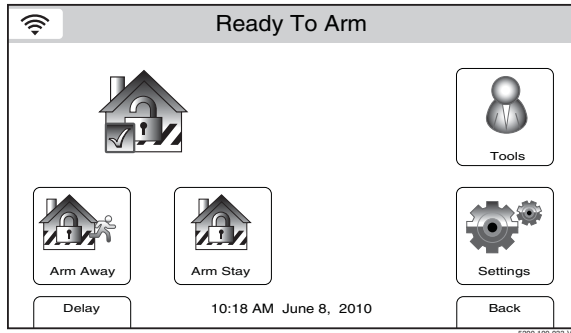 Ready To Arm
Tools
Arm Away
Arm Stay
Settings
Delay
10:18 AM June 8, 2010
Back